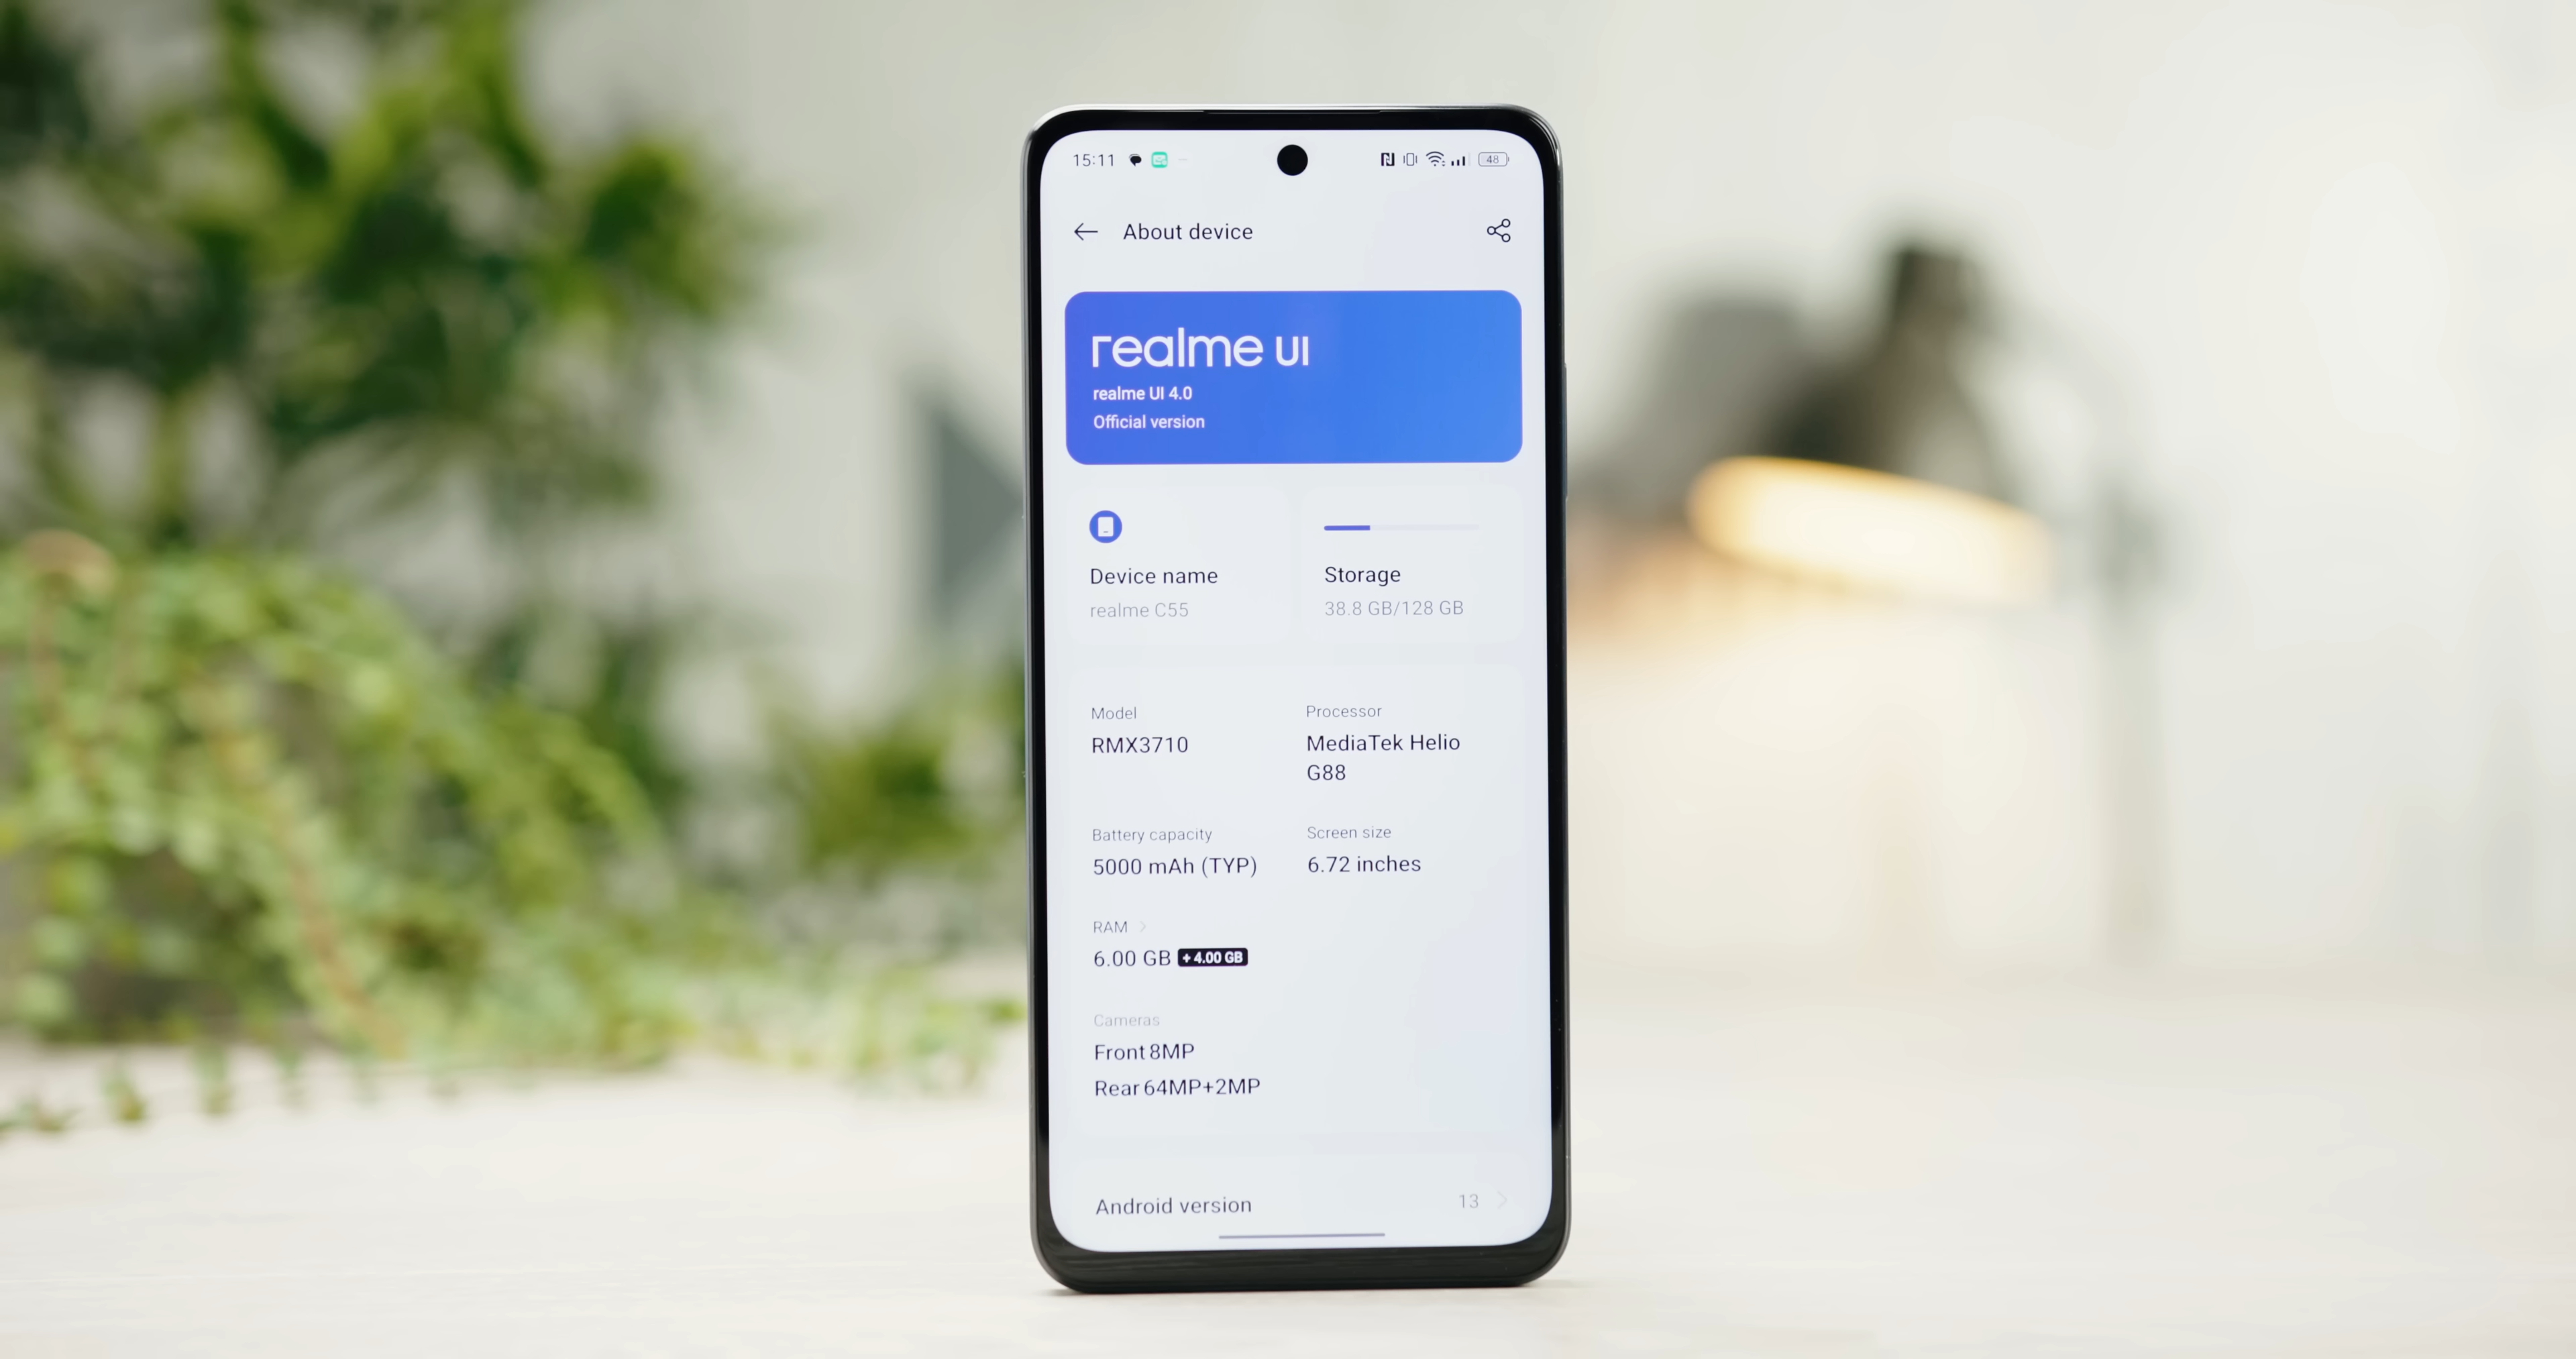 15:11 48
About device
realme UI
realme UI 4.0
Official version
Device name
realme C55
Storage
38.8 GB/128 GB
Model
RMX3710
Processor
MediaTek Helio
G88
Battery capacity
5000 mAh (TYP)
Screen size
6.72 inches
RAM
6.00 GB + 4.00 GB
Cameras
Front 8MP
Rear 64MP+2MP
Android version 13